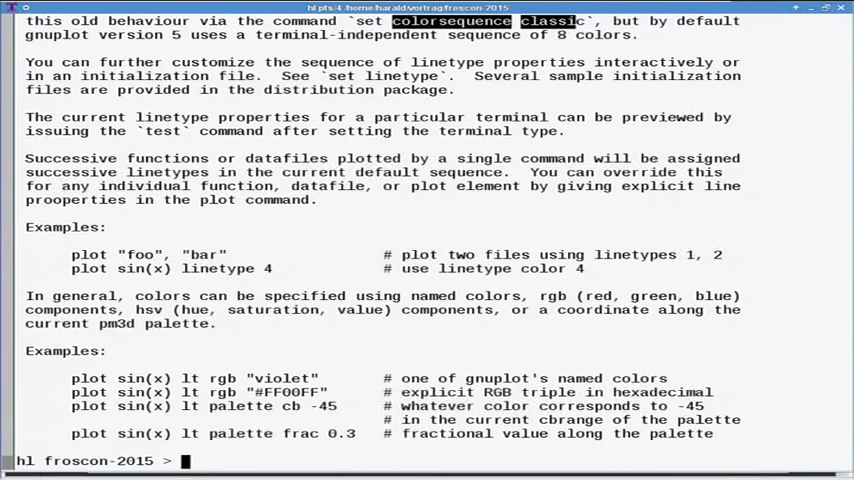 hl pts/4 /home/harald/vortrag/froscon-2015
this old behaviour via the command `set colorsequence classic`, but by default
gnuplot version 5 uses a terminal-independent sequence of 8 colors.
You can further customize the sequence of linetype properties interactively or
in an initialization file.  See `set linetype`.  Several sample initialization
files are provided in the distribution package.
The current linetype properties for a particular terminal can be previewed by
issuing the `test` command after setting the terminal type.
Successive functions or datafiles plotted by a single command will be assigned
successive linetypes in the current default sequence.  You can override this
for any individual function, datafile, or plot element by giving explicit line
prooperties in the plot command.
Examples:
plot "foo", "bar"                 # plot two files using linetypes 1, 2
plot sin(x) linetype 4            # use linetype color 4
In general, colors can be specified using named colors, rgb (red, green, blue)
components, hsv (hue, saturation, value) components, or a coordinate along the
current pm3d palette.
Examples:
plot sin(x) lt rgb "violet"       # one of gnuplot's named colors
plot sin(x) lt rgb "#FF00FF"      # explicit RGB triple in hexadecimal
plot sin(x) lt palette cb -45     # whatever color corresponds to -45
# in the current cbrange of the palette
plot sin(x) lt palette frac 0.3   # fractional value along the palette
hl froscon-2015 >